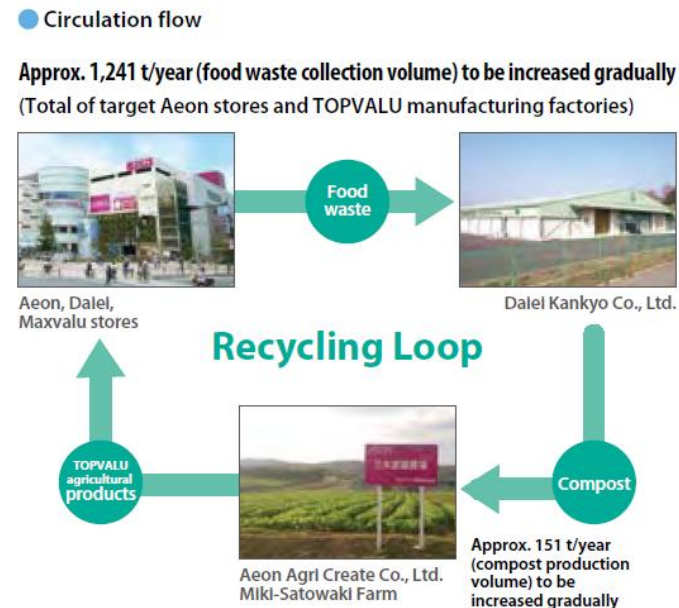 Circulation flow
Approx. 1,241 t/year (food waste collection volume) to be increased gradually
(Total of target Aeon stores and TOPVALU manufacturing factories)
Food
waste
Aeon, Daiei,
Maxvalu stores
Daiei Kankyo Co., Ltd.
Recycling Loop
TOPVALU
agricultural
products
Compost
Approx. 151 t/year
(compost production
volume) to be
increased gradually
Aeon Agri Create Co., Ltd.
Miki-Satowaki Farm